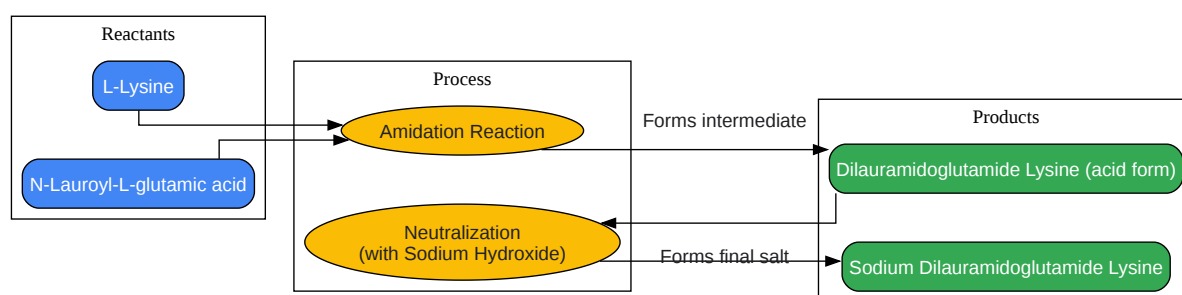 Reactants
L-Lysine
N-Lauroyl-L-glutamic acid
Process
Amidation Reaction
Neutralization
(with Sodium Hydroxide)
Forms intermediate
Forms final salt
Products
Dilauramidoglutamide Lysine (acid form)
Sodium Dilauramidoglutamide Lysine